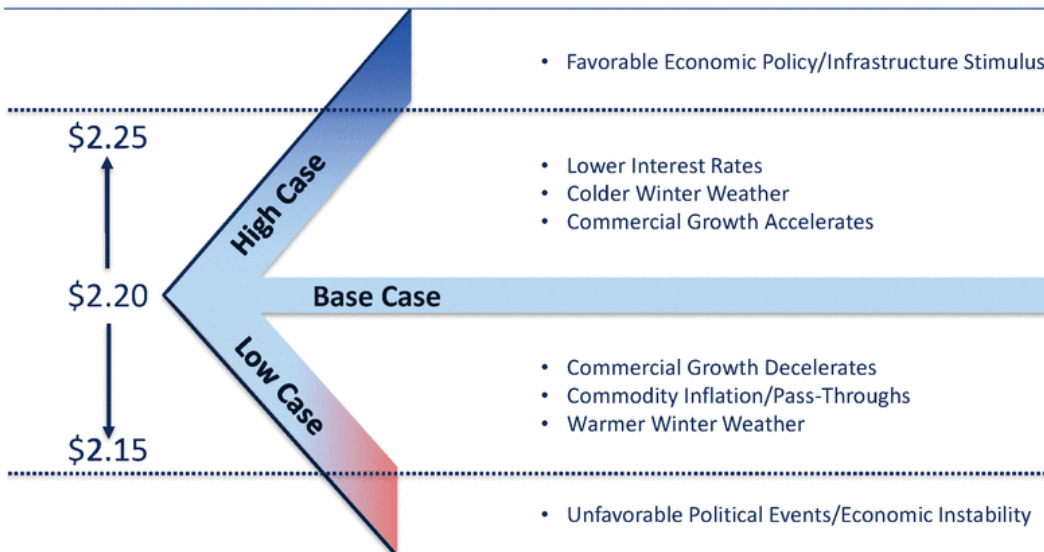 • Favorable Economic Policy/Infrastructure Stimulus
$2.25
High Case
• Lower Interest Rates
• Colder Winter Weather
• Commercial Growth Accelerates
$2.20
Base Case
Low Case
• Commercial Growth Decelerates
• Commodity Inflation/Pass-Throughs
• Warmer Winter Weather
$2.15
• Unfavorable Political Events/Economic Instability